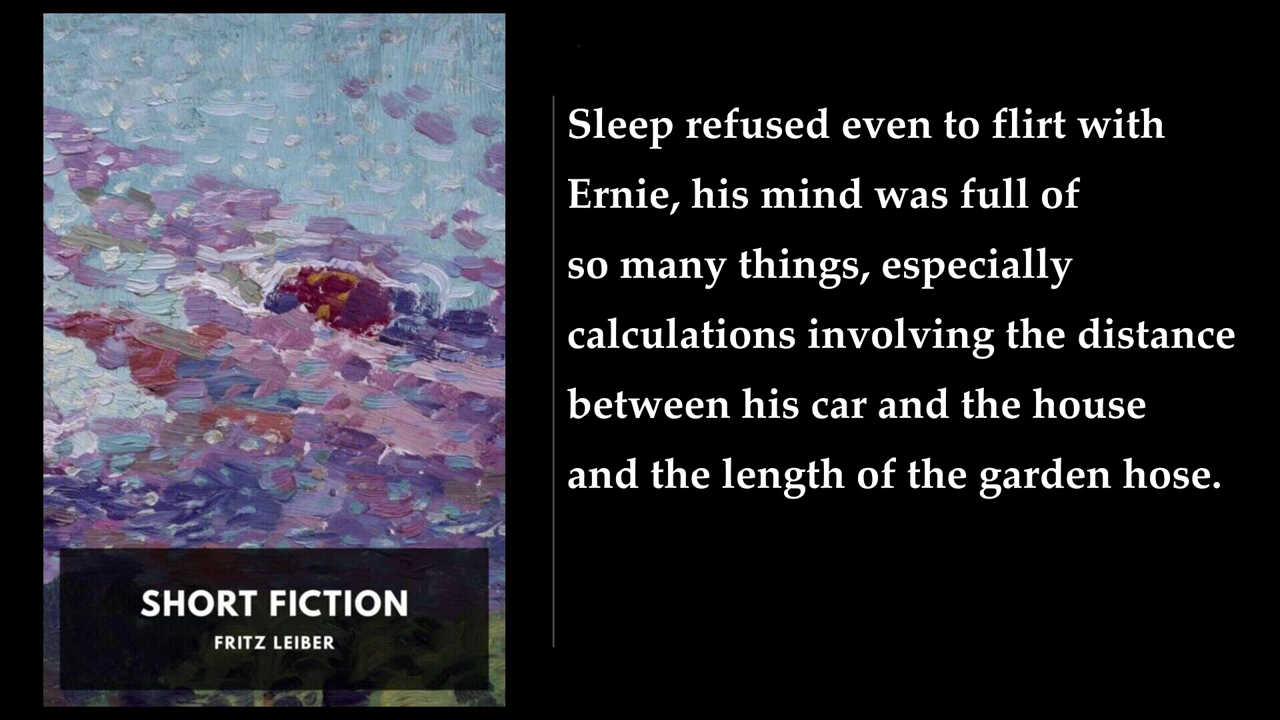 SHORT FICTION
FRITZ LEIBER
Sleep refused even to flirt with
Ernie, his mind was full of
so many things, especially
calculations involving the distance
between his car and the house
and the length of the garden hose.